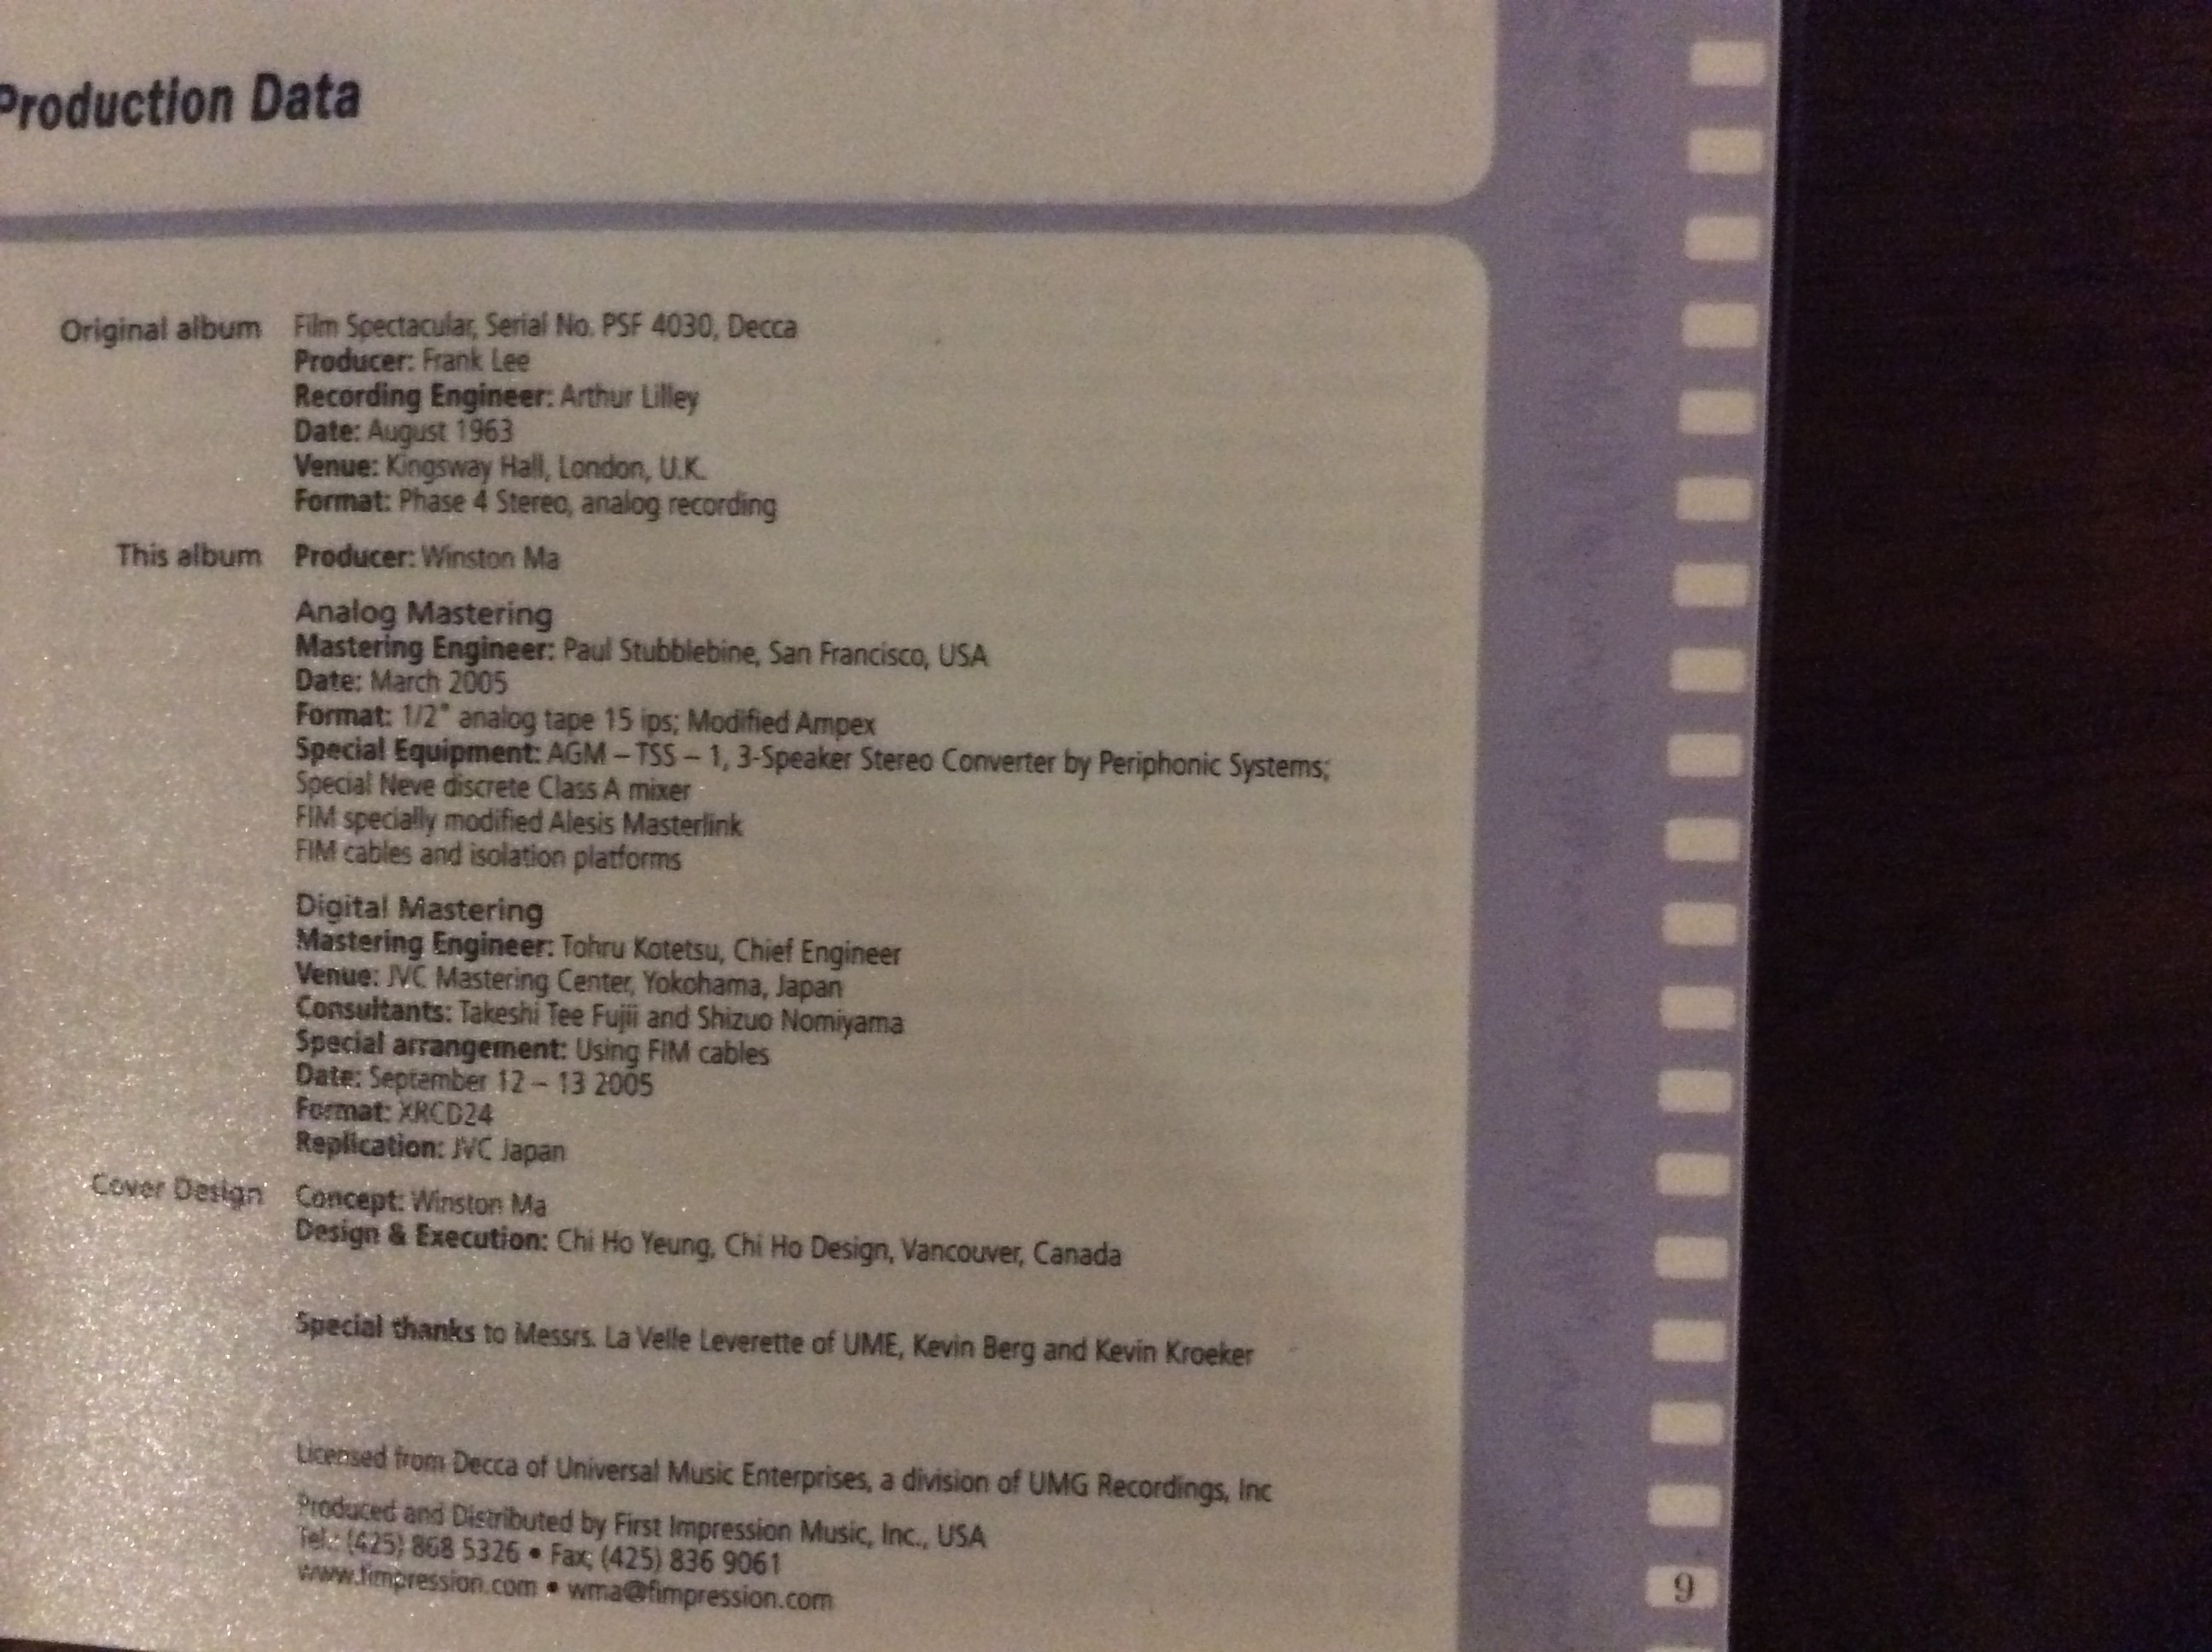 Production Data
Original album Film Spectacular, Serial No. PSF 4030, Decca
Producer: Frank Lee
Recording Engineer: Arthur Lilley
Date: August 1963
Venue: Kingsway Hall, London, U.K.
Format: Phase 4 Stereo, analog recording
This album Producer: Winston Ma
Analog Mastering
Mastering Engineer: Paul Stubblebine, San Francisco, USA
Date: March 2005
Format: 1/2" analog tape 15 ips; Modified Ampex
Special Equipment: AGM – TSS – 1, 3-Speaker Stereo Converter by Periphonic Systems;
Special Neve discrete Class A mixer
FIM specially modified Alesis Masterlink
FIM cables and isolation platforms
Digital Mastering
Mastering Engineer: Tohru Kotetsu, Chief Engineer
Venue: JVC Mastering Center, Yokohama, Japan
Consultants: Takeshi Tee Fujii and Shizuo Nomiyama
Special arrangement: Using FIM cables
Date: September 12 – 13 2005
Format: XRCD24
Replication: JVC Japan
Cover Design Concept: Winston Ma
Design & Execution: Chi Ho Yeung, Chi Ho Design, Vancouver, Canada
Special thanks to Messrs. La Velle Leverette of UME, Kevin Berg and Kevin Kroeker
Licensed from Decca of Universal Music Enterprises, a division of UMG Recordings, Inc
Produced and Distributed by First Impression Music, Inc., USA
Tel.: (425) 868 5326 • Fax; (425) 836 9061
www.fimpression.com • wma@fimpression.com
9